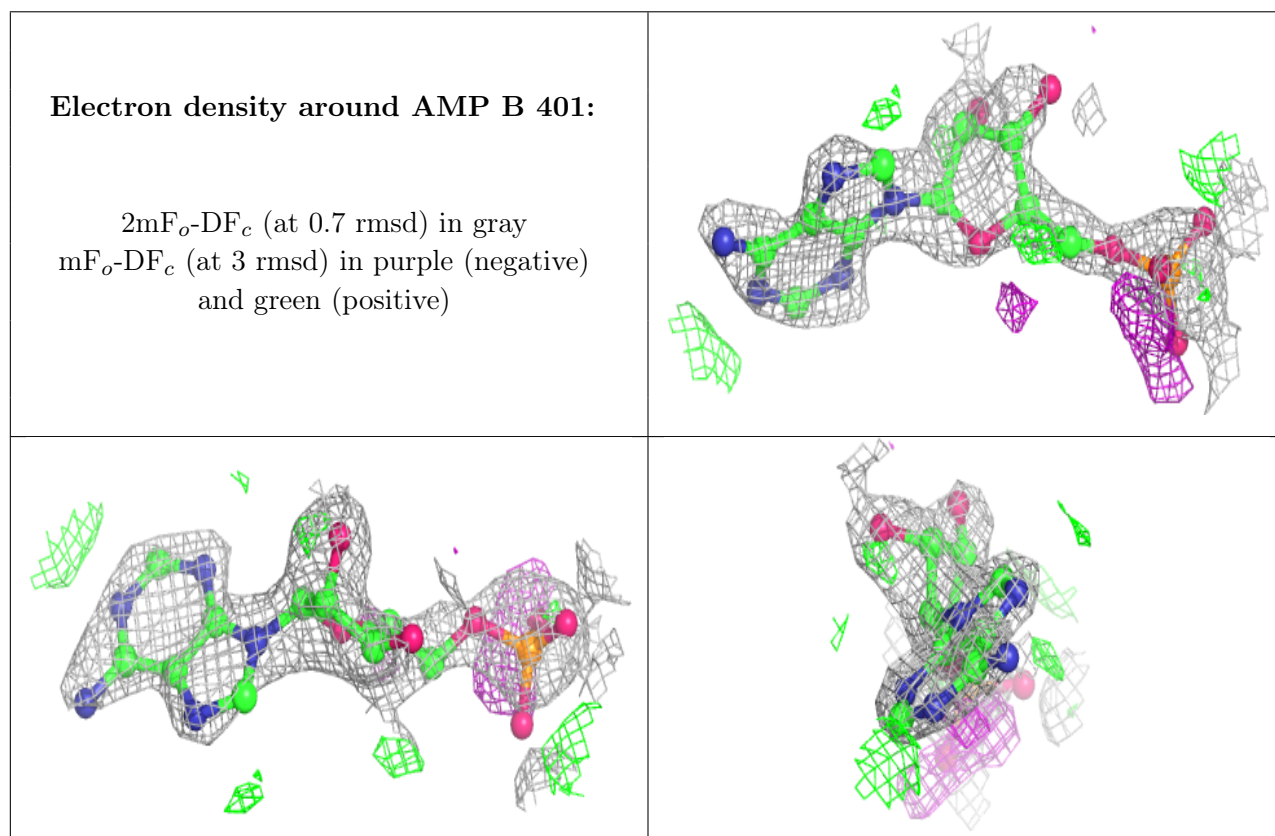 Electron density around AMP B 401:
2mFₒ-DF𝑐 (at 0.7 rmsd) in gray
mFₒ-DF𝑐 (at 3 rmsd) in purple (negative)
and green (positive)